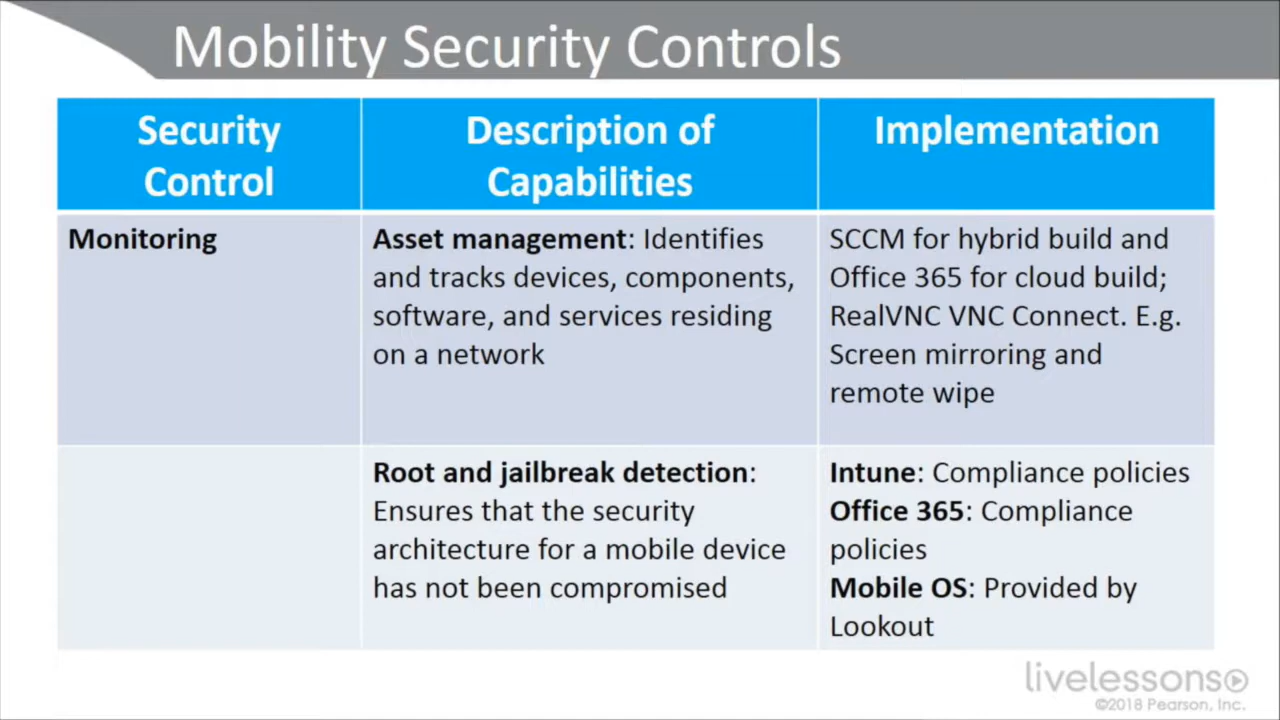 Mobility Security Controls
Security
Control
Description of
Capabilities
Implementation
Monitoring
Asset management: Identifies
and tracks devices, components,
software, and services residing
on a network
SCCM for hybrid build and
Office 365 for cloud build;
RealVNC VNC Connect. E.g.
Screen mirroring and
remote wipe
Root and jailbreak detection:
Ensures that the security
architecture for a mobile device
has not been compromised
Intune: Compliance policies
Office 365: Compliance
policies
Mobile OS: Provided by
Lookout
livelessons
©2018 Pearson, Inc.